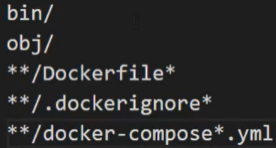 bin/
obj/
**/Dockerfile*
**/.dockerignore*
**/docker-compose*.yml